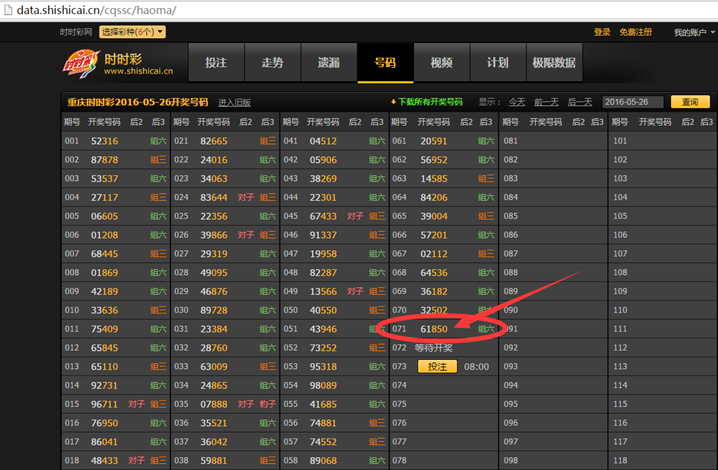 data.shishicai.cn/cqssc/haoma/
时时彩网 选择彩种(6个) 登录 免费注册 我的账户
时时彩 投注 走势 遗漏 号码 视频 计划 极限数据
www.shishicai.cn
重庆时时彩2016-05-26开奖号码 进入旧版 下载所有开奖号码 显示: 今天 前一天 后一天 2016-05-26 查询
期号 开奖号码 后2 后3 期号 开奖号码 后2 后3 期号 开奖号码 后2 后3 期号 开奖号码 后2 后3 期号 开奖号码 后2 后3 期号 开奖号码 后2 后3
001 52316 组六 021 82665 组三 041 04512 组六 061 20591 组六 081 101
002 87878 组三 022 24016 组六 042 05906 组六 062 56952 组六 082 102
003 53537 组六 023 34063 组六 043 38269 组六 063 14585 组三 083 103
004 27117 组三 024 83644 对子 组三 044 22301 组六 064 84206 组六 084 104
005 06605 组六 025 22356 组六 045 67433 对子 组三 065 39004 组三 085 105
006 01208 组六 026 39866 对子 组三 046 91337 组三 066 57201 组六 086 106
007 68445 组三 027 29319 组六 047 19958 组六 067 02112 组三 087 107
008 01869 组六 028 49095 组六 048 82287 组六 068 64536 组六 088 108
009 42189 组六 029 46876 组六 049 13566 对子 组三 069 36182 组六 089 109
010 33636 组三 030 89728 组六 050 40550 组三 070 32502 090 110
011 75409 组六 031 23384 组六 051 43946 071 61850 组六 091 111
012 65845 组六 032 28760 组六 052 73252 组三 072 等待开奖 092 112
013 65110 组三 033 63009 组三 053 95318 组六 073 投注 08:00 093 113
014 92731 组六 034 24865 组六 054 98089 组六 074 094 114
015 96711 对子 组三 035 07888 对子 豹子 055 41685 组六 075 095 115
016 76950 组六 036 35521 组六 056 74881 组三 076 096 116
017 86041 组六 037 36042 组六 057 74552 组三 077 097 117
018 48433 对子 组三 038 59881 组三 058 89068 组六 078 098 118